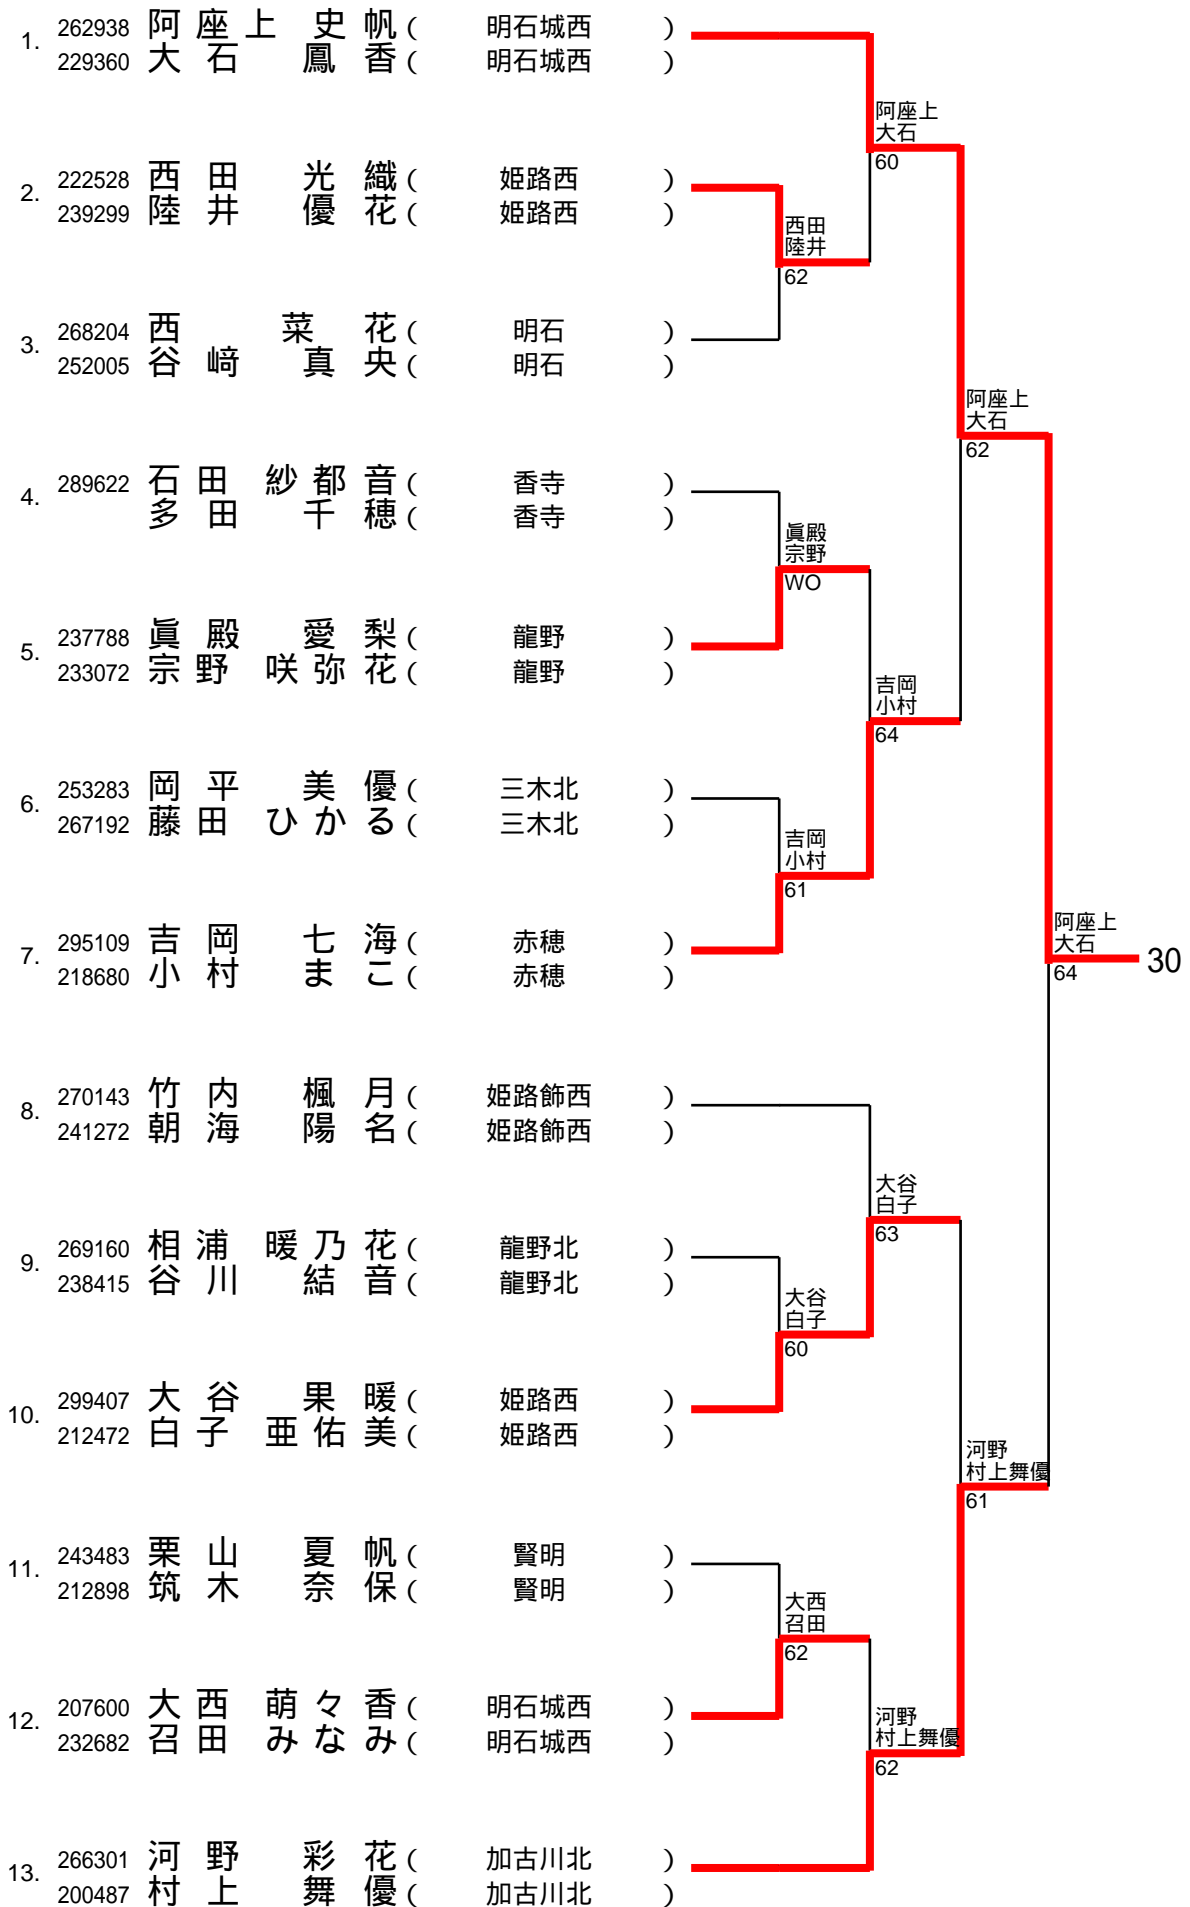 1. 262938 阿座上 史帆 ( 明石城西 )
229360 大石 鳳香 ( 明石城西 )
阿座上
大石
60
2. 222528 西田 光織 ( 姫路西 )
239299 陸井 優花 ( 姫路西 )
西田
陸井
62
3. 268204 西 菜花 ( 明石 )
252005 谷﨑 真央 ( 明石 )
阿座上
大石
62
4. 289622 石田 紗都音 ( 香寺 )
多田 千穂 ( 香寺 )
眞殿
宗野
WO
5. 237788 眞殿 愛梨 ( 龍野 )
233072 宗野 咲弥花 ( 龍野 )
吉岡
小村
64
6. 253283 岡平 美優 ( 三木北 )
267192 藤田 ひかる ( 三木北 )
吉岡
小村
61
7. 295109 吉岡 七海 ( 赤穂 )
218680 小村 まこ ( 赤穂 )
阿座上
大石
64
30
8. 270143 竹内 楓月 ( 姫路飾西 )
241272 朝海 陽名 ( 姫路飾西 )
大谷
白子
63
9. 269160 相浦 暖乃花 ( 龍野北 )
238415 谷川 結音 ( 龍野北 )
大谷
白子
60
10. 299407 大谷 果暖 ( 姫路西 )
212472 白子 亜佑美 ( 姫路西 )
河野
村上舞優
61
11. 243483 栗山 夏帆 ( 賢明 )
212898 筑木 奈保 ( 賢明 )
大西
召田
62
12. 207600 大西 萌々香 ( 明石城西 )
232682 召田 みなみ ( 明石城西 )
河野
村上舞優
62
13. 266301 河野 彩花 ( 加古川北 )
200487 村上 舞優 ( 加古川北 )